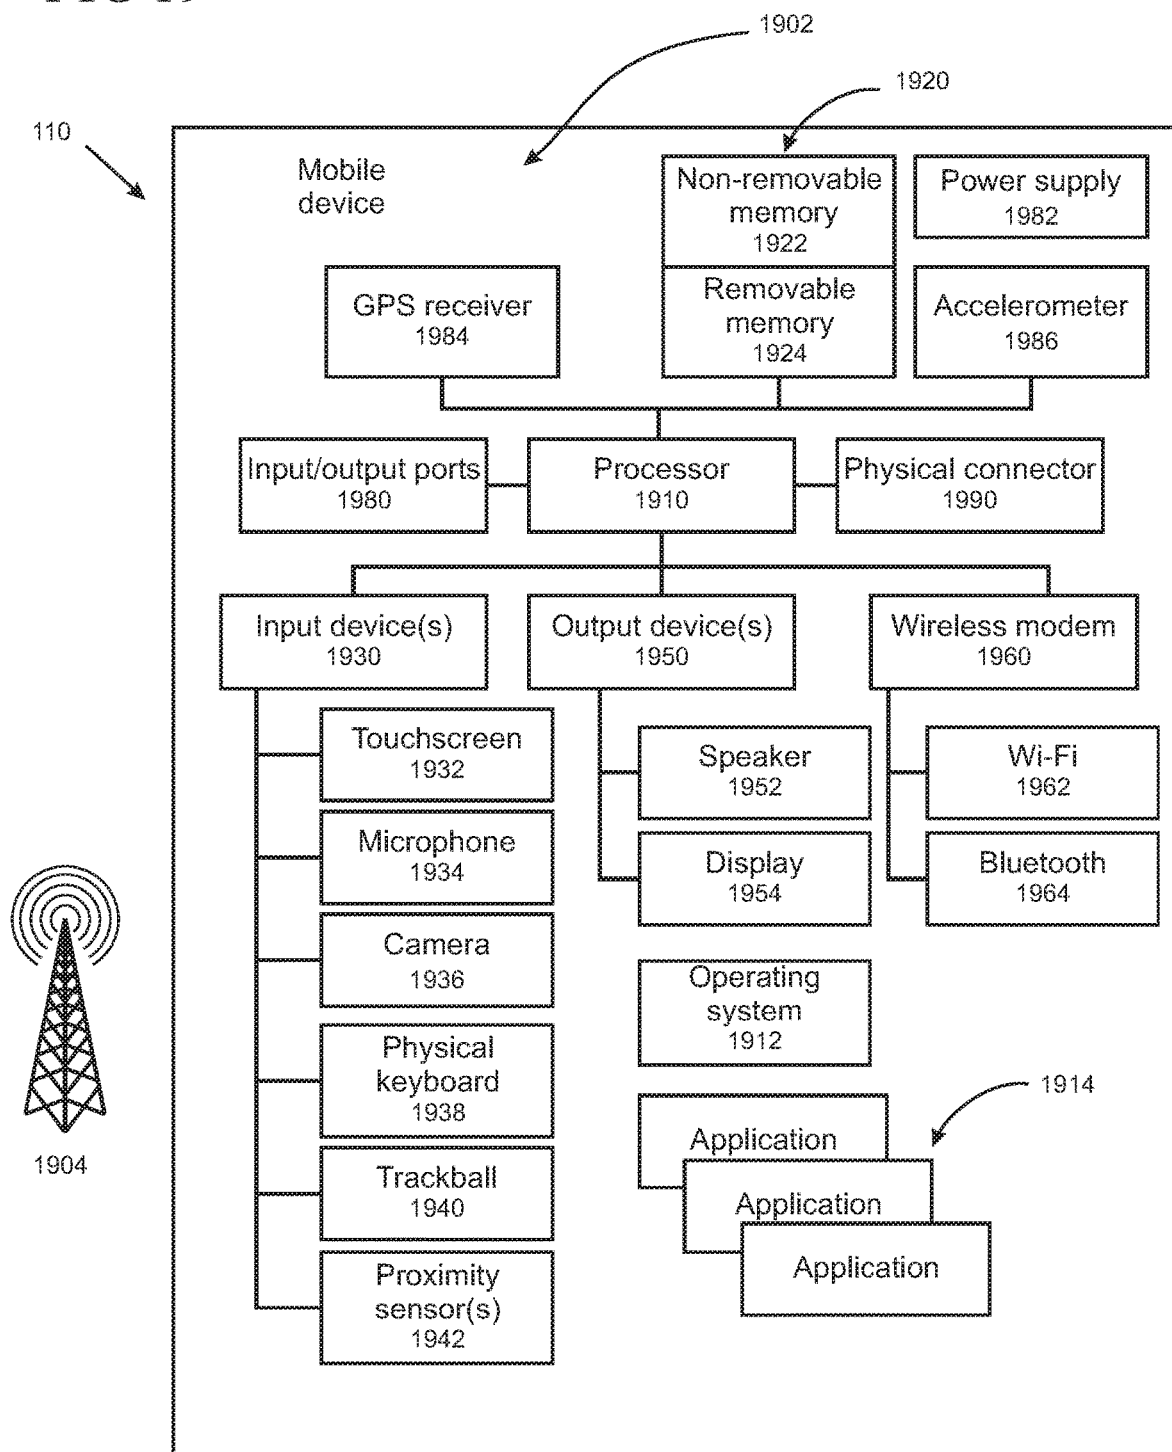 1902
1920
110
Mobile
device
Non-removable
memory
1922
Power supply
1982
GPS receiver
1984
Removable
memory
1924
Accelerometer
1986
Input/output ports
1980
Processor
1910
Physical connector
1990
Input device(s)
1930
Output device(s)
1950
Wireless modem
1960
Touchscreen
1932
Speaker
1952
Wi-Fi
1962
Microphone
1934
Display
1954
Bluetooth
1964
Camera
1936
Operating
system
1912
Physical
keyboard
1938
1914
Application
Application
Application
1904
Trackball
1940
Proximity
sensor(s)
1942